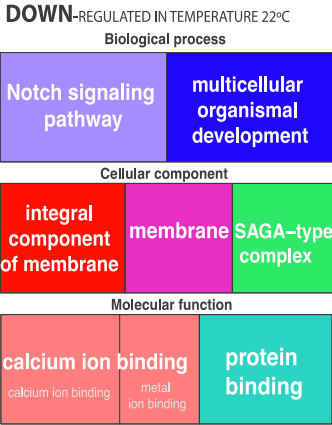 DOWN-REGULATED IN TEMPERATURE 22ºC
Biological process
Notch signaling
pathway
multicellular
organismal
development
Cellular component
integral
component
of membrane
membrane
SAGA–type
complex
Molecular function
calcium ion binding
calcium ion binding
metal
ion binding
protein
binding